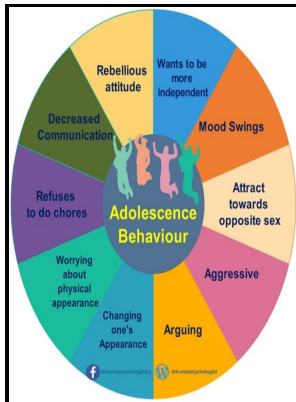 Rebellious
attitude
Wants to be
more
independent
Mood Swings
Attract
towards
opposite sex
Aggressive
Arguing
Changing
one's
Appearance
Worrying
about
physical
appearance
Refuses
to do chores
Decreased
Communication
Adolescence
Behaviour